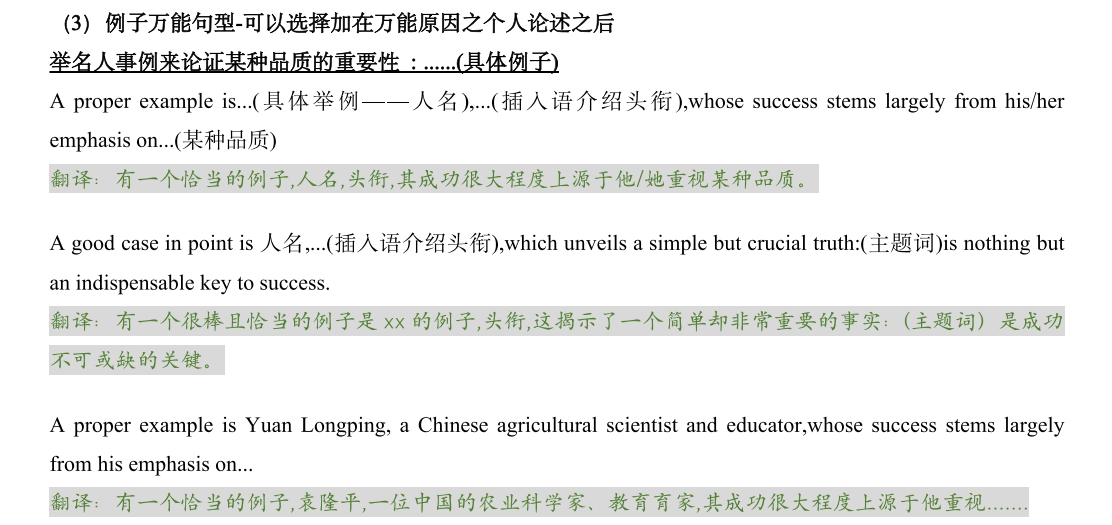 （3）例子万能句型-可以选择加在万能原因之个人论述之后
举名人事例来论证某种品质的重要性 ：......(具体例子)
A proper example is...(具体举例——人名),...(插入语介绍头衔),whose success stems largely from his/her
emphasis on...(某种品质)
翻译: 有一个恰当的例子,人名,头衔,其成功很大程度上源于他/她重视某种品质。
A good case in point is 人名,...(插入语介绍头衔),which unveils a simple but crucial truth:(主题词)is nothing but
an indispensable key to success.
翻译: 有一个很棒且恰当的例子是 xx 的例子,头衔,这揭示了一个简单却非常重要的事实:（主题词）是成功
不可或缺的关键。
A proper example is Yuan Longping, a Chinese agricultural scientist and educator,whose success stems largely
from his emphasis on...
翻译: 有一个恰当的例子,袁隆平,一位中国的农业科学家、教育育家,其成功很大程度上源于他重视.......